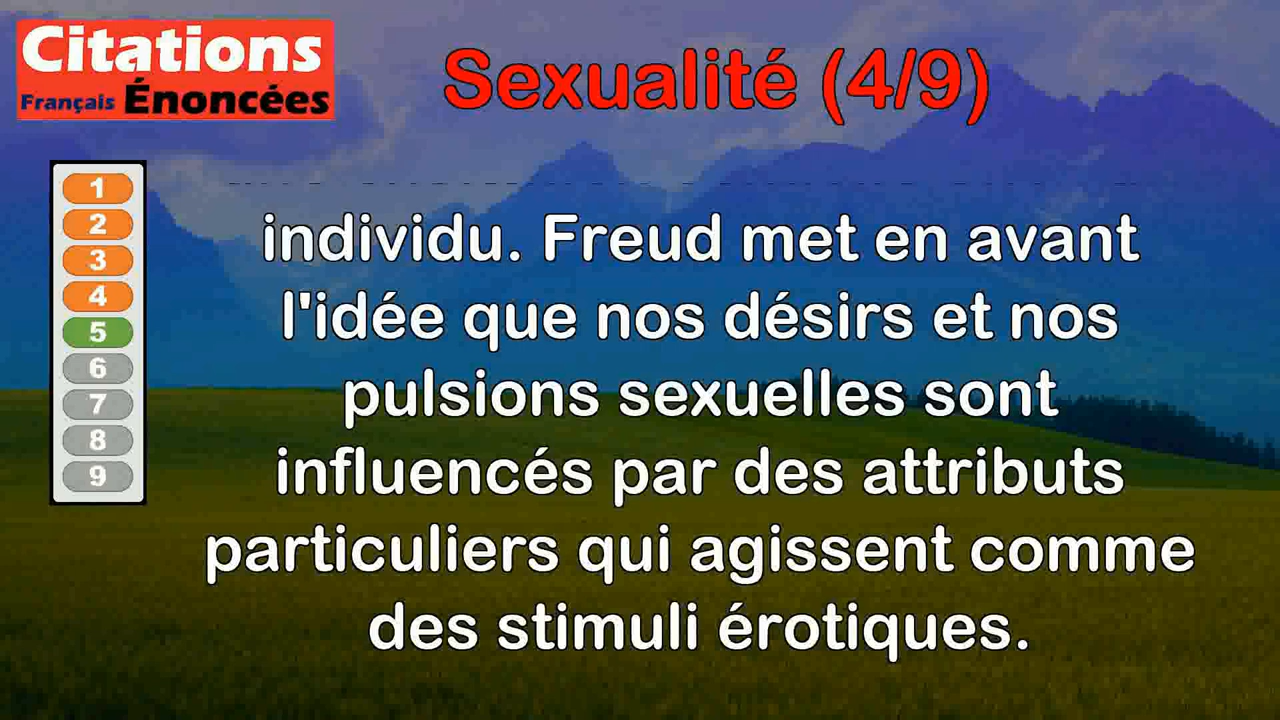 Citations
Français Énoncées
Sexualité (4/9)
1
2
3
4
5
6
7
8
9
individu. Freud met en avant
l'idée que nos désirs et nos
pulsions sexuelles sont
influencés par des attributs
particuliers qui agissent comme
des stimuli érotiques.